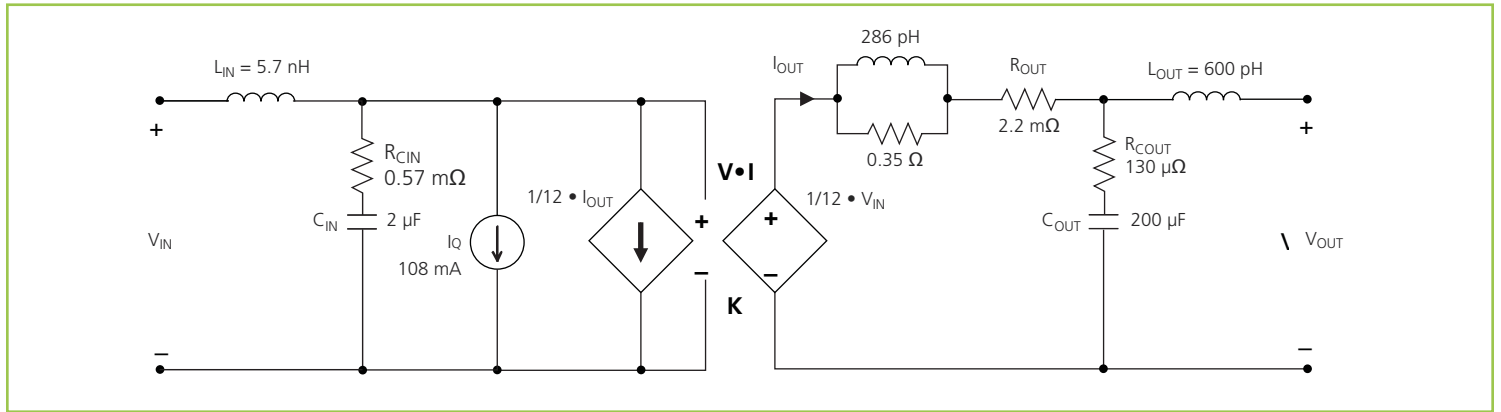 L_IN = 5.7 nH
+
−
V_IN
R_CIN
0.57 mΩ
C_IN
2 µF
I_Q
108 mA
1/12 • I_OUT
V•I
+
−
K
1/12 • V_IN
+
−
I_OUT
286 pH
0.35 Ω
R_OUT
2.2 mΩ
R_COUT
130 µΩ
C_OUT
200 µF
L_OUT = 600 pH
+
−
\ V_OUT